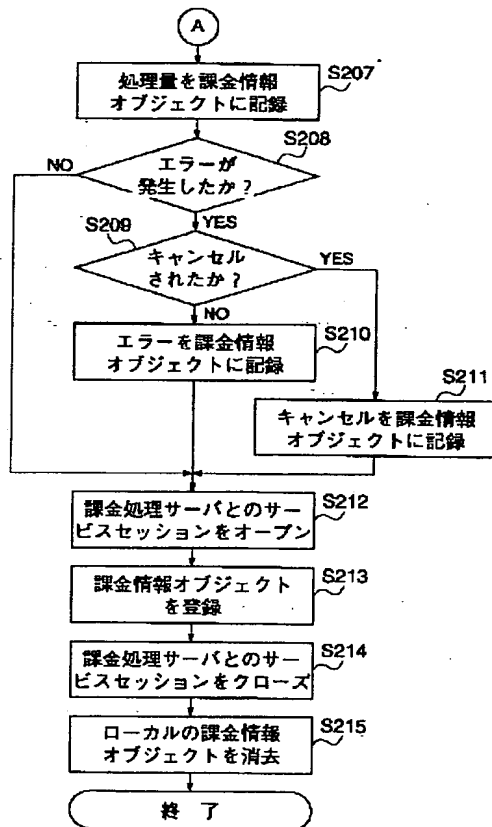 A
処理量を課金情報
オブジェクトに記録
S207
S208
NO
エラーが
発生したか？
YES
S209
キャンセル
されたか？
YES
NO
エラーを課金情報
オブジェクトに記録
S210
S211
キャンセルを課金情報
オブジェクトに記録
課金処理サーバとのサー
ビスセッションをオープン
S212
課金情報オブジェクト
を登録
S213
課金処理サーバとのサー
ビスセッションをクローズ
S214
ローカルの課金情報
オブジェクトを消去
S215
終了